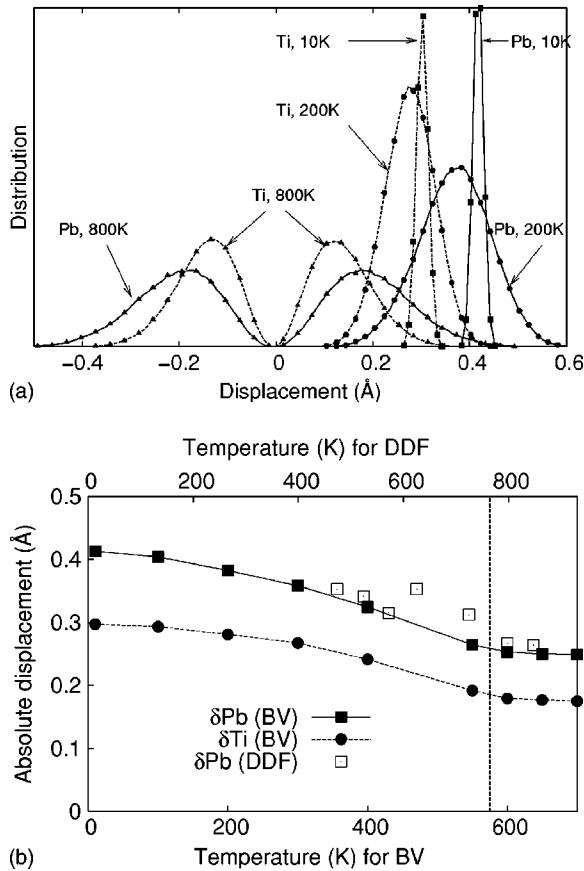 Ti, 10K
Pb, 10K
Ti, 200K
Pb, 800K
Ti, 800K
Pb, 200K
Distribution
−0.4
−0.2
0
0.2
0.4
0.6
Displacement (Å)
(a)
Temperature (K) for DDF
0
200
400
600
800
0.5
0.4
0.3
0.2
0.1
0
Absolute displacement (Å)
δPb (BV)
δTi (BV)
δPb (DDF)
0
200
400
600
Temperature (K) for BV
(b)